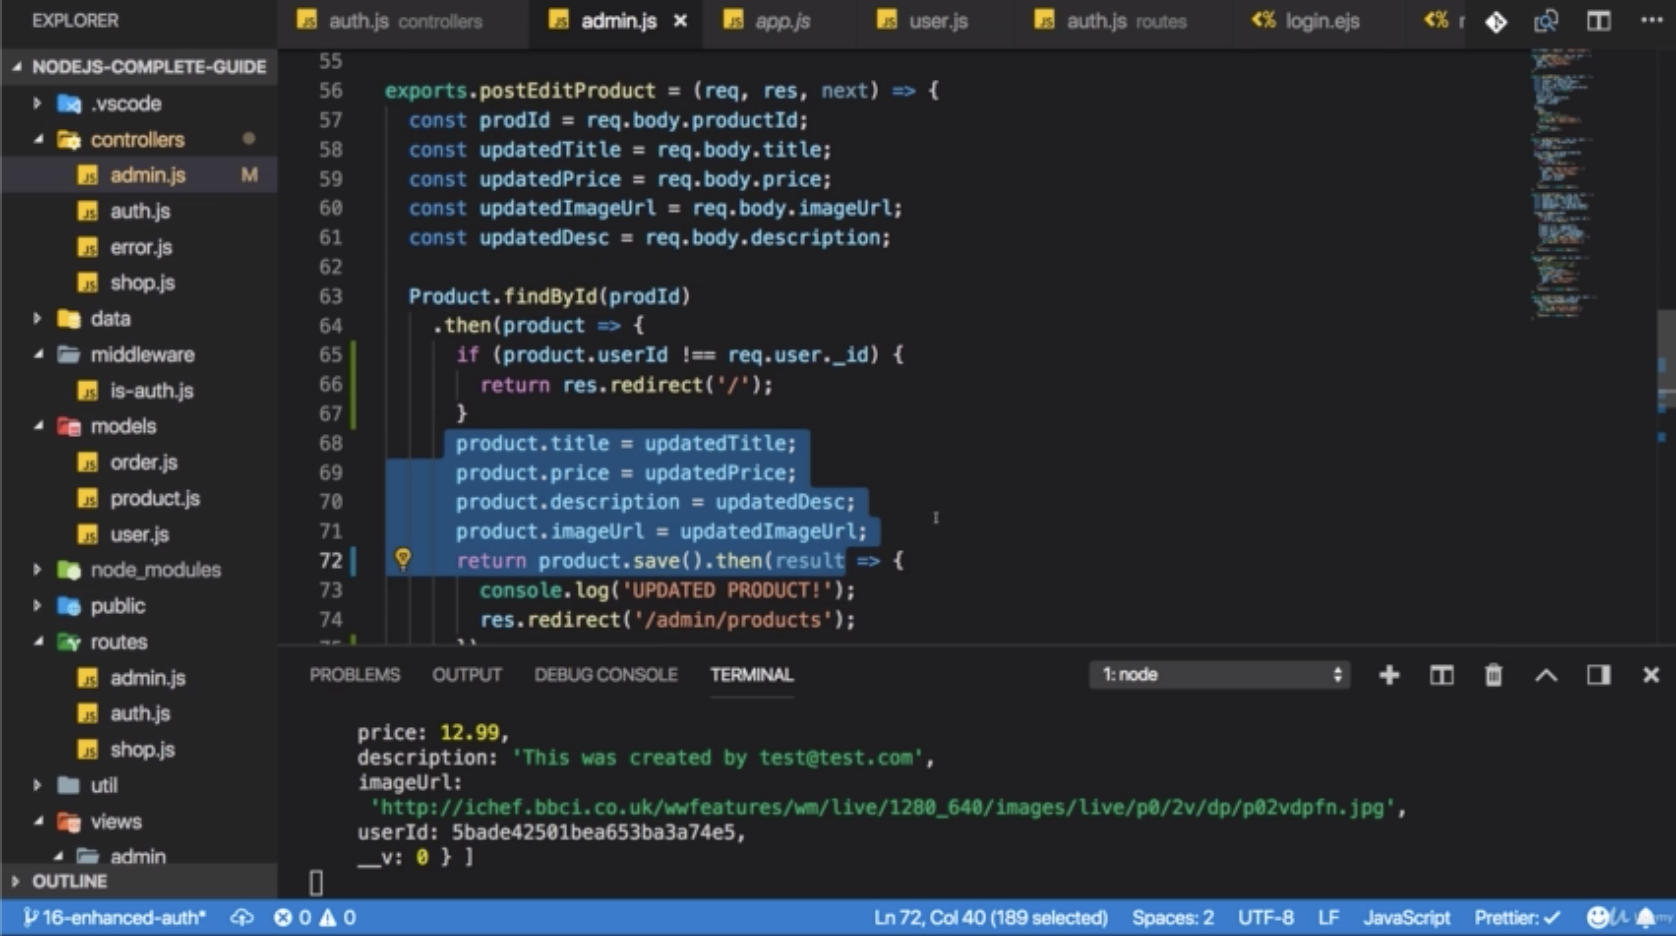 EXPLORER
auth.js controllers
admin.js
app.js
user.js
auth.js routes
login.ejs
NODEJS-COMPLETE-GUIDE
.vscode
controllers
admin.js M
auth.js
error.js
shop.js
data
middleware
is-auth.js
models
order.js
product.js
user.js
node_modules
public
routes
admin.js
auth.js
shop.js
util
views
admin
OUTLINE
55
56 exports.postEditProduct = (req, res, next) => {
57 const prodId = req.body.productId;
58 const updatedTitle = req.body.title;
59 const updatedPrice = req.body.price;
60 const updatedImageUrl = req.body.imageUrl;
61 const updatedDesc = req.body.description;
62
63 Product.findById(prodId)
64 .then(product => {
65 if (product.userId !== req.user._id) {
66 return res.redirect('/');
67 }
68 product.title = updatedTitle;
69 product.price = updatedPrice;
70 product.description = updatedDesc;
71 product.imageUrl = updatedImageUrl;
72 return product.save().then(result => {
73 console.log('UPDATED PRODUCT!');
74 res.redirect('/admin/products');
PROBLEMS OUTPUT DEBUG CONSOLE TERMINAL 1: node
price: 12.99,
description: 'This was created by test@test.com',
imageUrl:
'http://ichef.bbci.co.uk/wwfeatures/wm/live/1280_640/images/live/p0/2v/dp/p02vdpfn.jpg',
userId: 5bade42501bea653ba3a74e5,
__v: 0 } ]
16-enhanced-auth* 0 0 Ln 72, Col 40 (189 selected) Spaces: 2 UTF-8 LF JavaScript Prettier: ✓